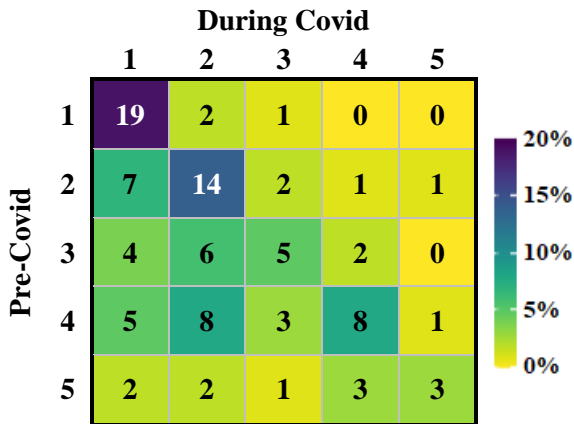 During Covid
1 2 3 4 5
1 19 2 1 0 0
20%
2 7 14 2 1 1
15%
Pre-Covid
3 4 6 5 2 0
10%
4 5 8 3 8 1
5%
5 2 2 1 3 3
0%